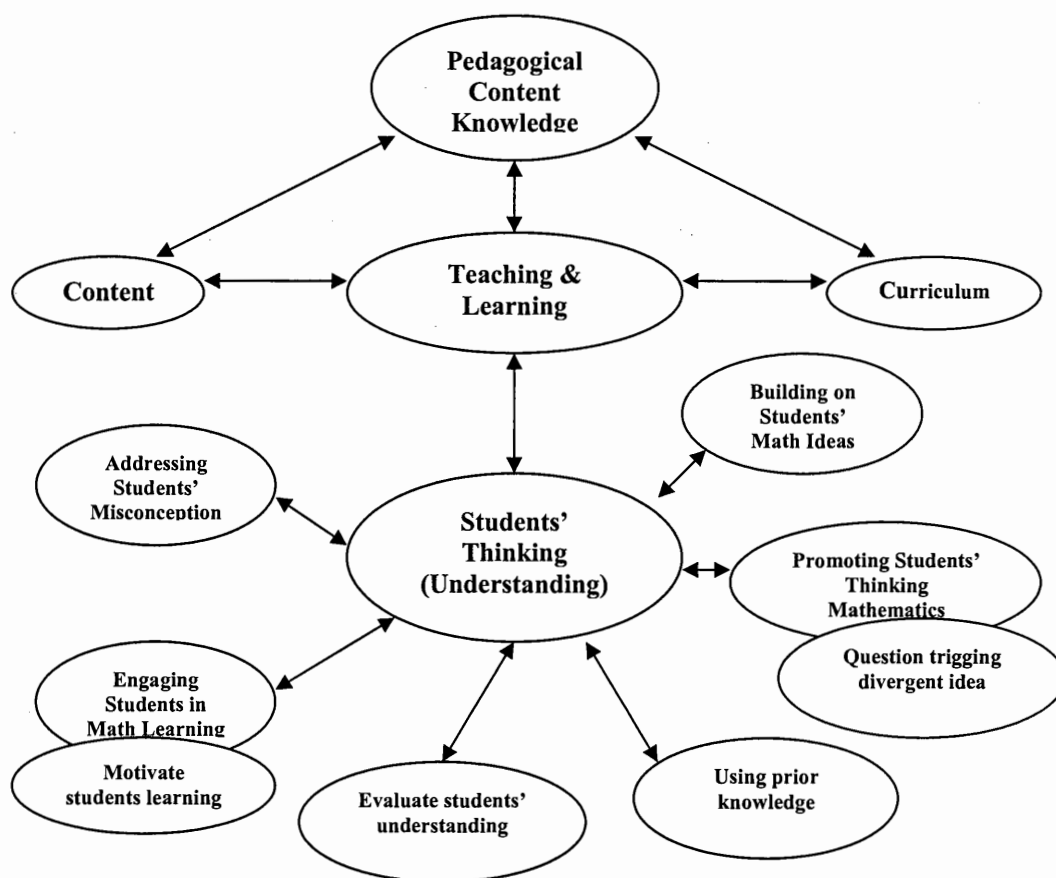 Pedagogical
Content
Knowledge
Content
Teaching &
Learning
Curriculum
Building on
Students'
Math Ideas
Addressing
Students'
Misconception
Students'
Thinking
(Understanding)
Promoting Students'
Thinking
Mathematics
Question trigging
divergent idea
Engaging
Students in
Math Learning
Motivate
students learning
Evaluate students'
understanding
Using prior
knowledge